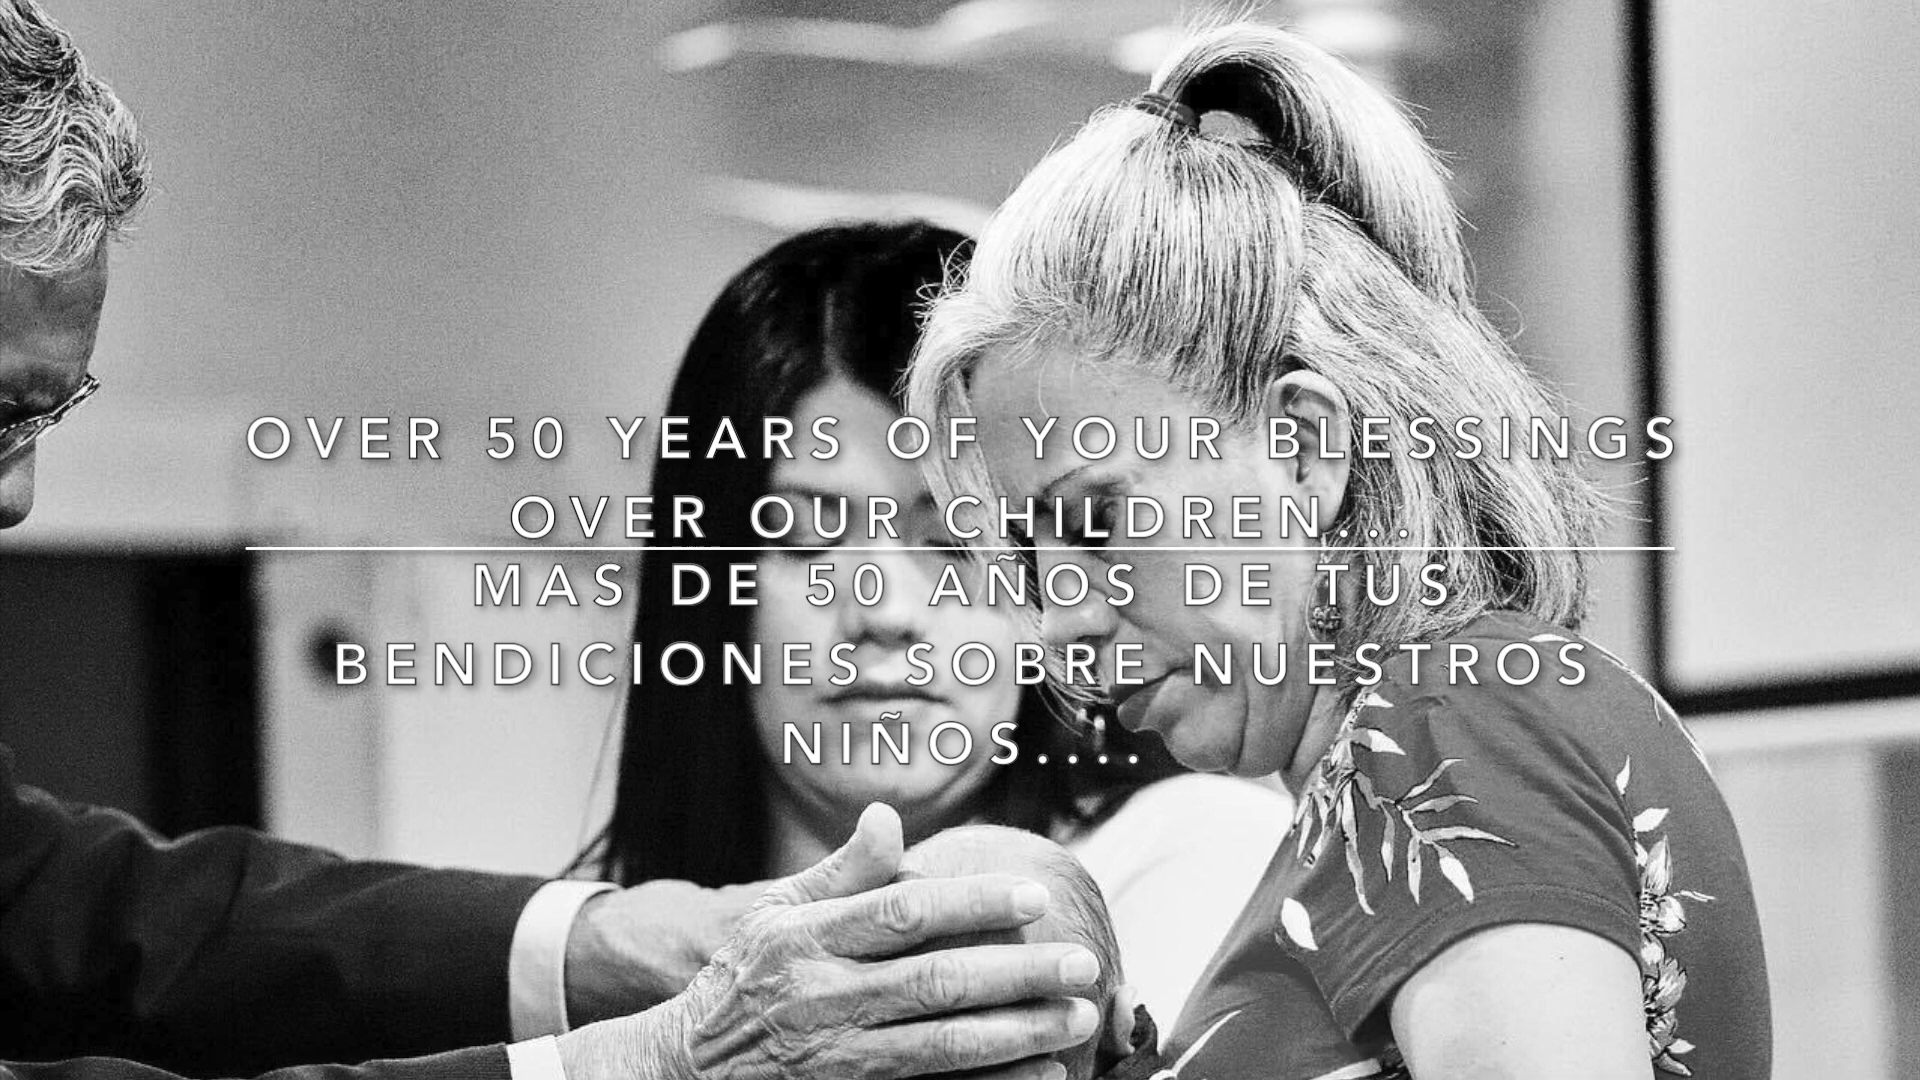 OVER 50 YEARS OF YOUR BLESSINGS
OVER OUR CHILDREN...
MAS DE 50 AÑOS DE TUS
BENDICIONES SOBRE NUESTROS
NIÑOS....